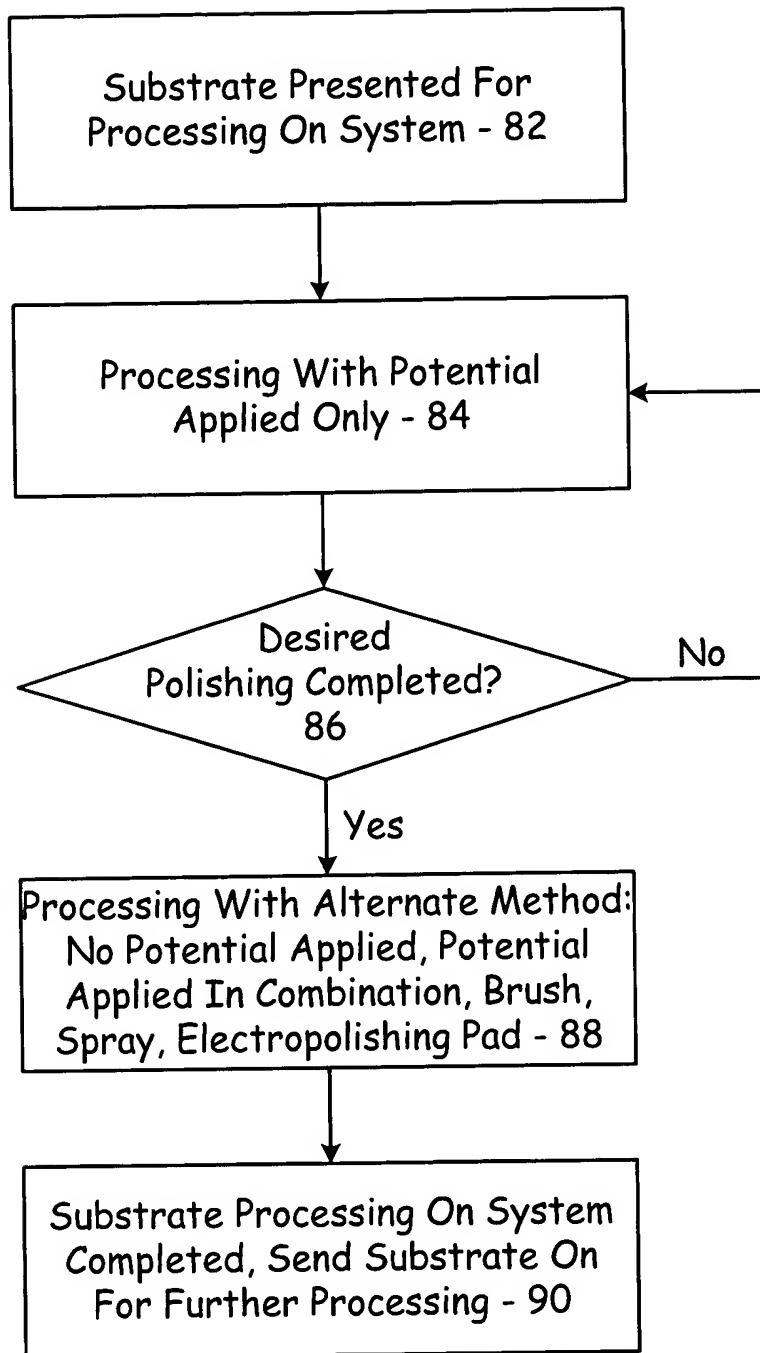 Substrate Presented For
Processing On System - 82
Processing With Potential
Applied Only - 84
Desired
Polishing Completed?
86
No
Yes
Processing With Alternate Method:
No Potential Applied, Potential
Applied In Combination, Brush,
Spray, Electropolishing Pad - 88
Substrate Processing On System
Completed, Send Substrate On
For Further Processing - 90